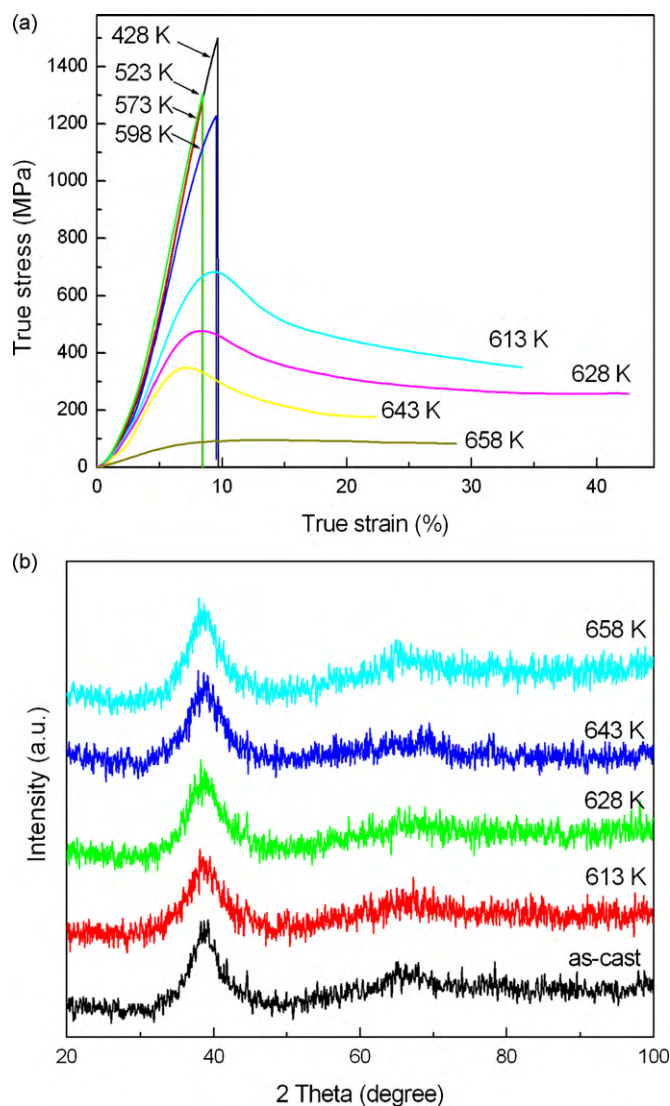 (a)
1400
1200
1000
800
600
400
200
0
True stress (MPa)
428 K
523 K
573 K
598 K
613 K
628 K
643 K
658 K
0 10 20 30 40
True strain (%)
(b)
Intensity (a.u.)
658 K
643 K
628 K
613 K
as-cast
20 40 60 80 100
2 Theta (degree)